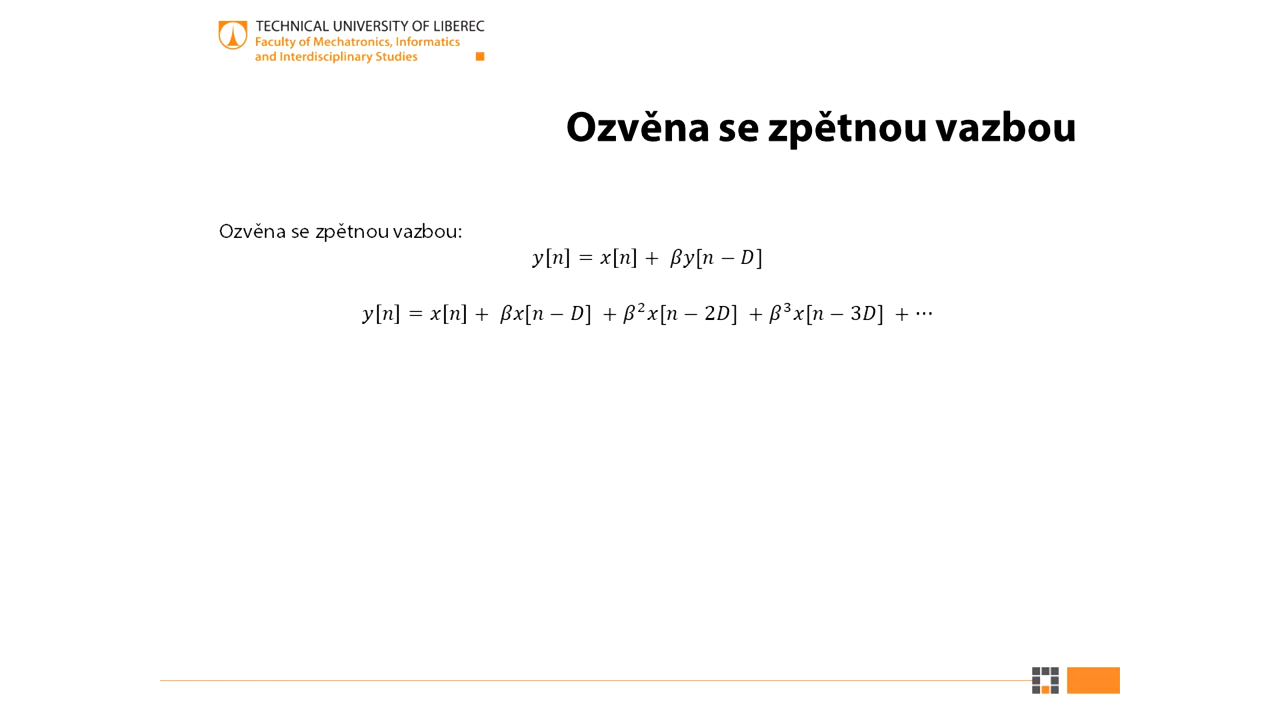 TECHNICAL UNIVERSITY OF LIBEREC
Faculty of Mechatronics, Informatics
and Interdisciplinary Studies
Ozvěna se zpětnou vazbou
Ozvěna se zpětnou vazbou:
y[n] = x[n] + βy[n − D]
y[n] = x[n] + βx[n − D] + β²x[n − 2D] + β³x[n − 3D] + ⋯